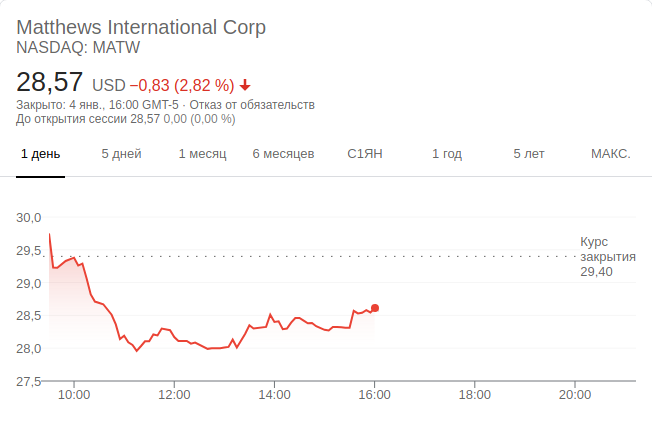 Matthews International Corp
NASDAQ: MATW
28,57 USD −0,83 (2,82 %)
Закрыто: 4 янв., 16:00 GMT-5 · Отказ от обязательств
До открытия сессии 28,57 0,00 (0,00 %)
1 день 5 дней 1 месяц 6 месяцев С1ЯН 1 год 5 лет МАКС.
30,0
29,5
29,0
28,5
28,0
27,5
Курс
закрытия
29,40
10:00 12:00 14:00 16:00 18:00 20:00